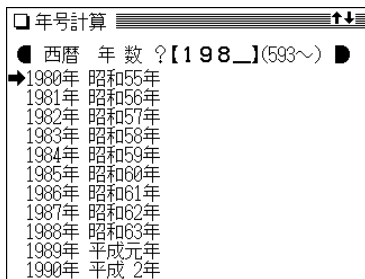 年号計算
西暦 年 数 ?【198_】(593～)
1980年 昭和55年
1981年 昭和56年
1982年 昭和57年
1983年 昭和58年
1984年 昭和59年
1985年 昭和60年
1986年 昭和61年
1987年 昭和62年
1988年 昭和63年
1989年 平成元年
1990年 平成 2年